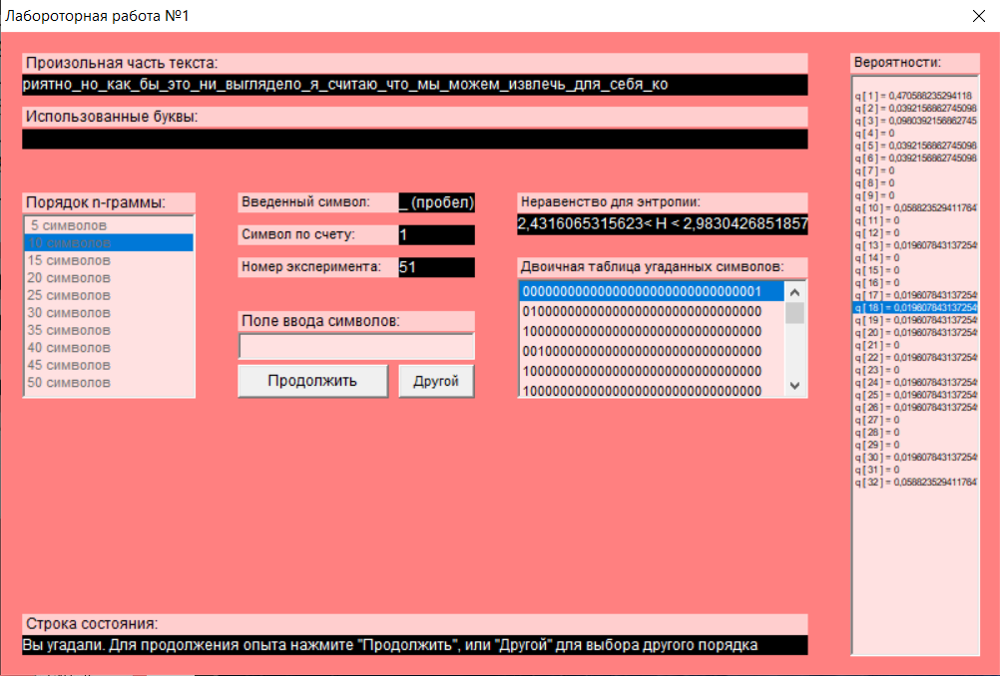 Лабороторная работа №1
Произольная часть текста:
риятно_но_как_бы_это_ни_выглядело_я_считаю_что_мы_можем_извлечь_для_себя_ко
Использованные буквы:
Порядок n-граммы:
5 символов
10 символов
15 символов
20 символов
25 символов
30 символов
35 символов
40 символов
45 символов
50 символов
Введенный символ: _ (пробел)
Символ по счету: 1
Номер эксперимента: 51
Поле ввода символов:
Продолжить
Другой
Неравенство для энтропии:
2,4316065315623< H < 2,9830426851857
Двоичная таблица угаданных символов:
00000000000000000000000000000001
01000000000000000000000000000000
10000000000000000000000000000000
00100000000000000000000000000000
10000000000000000000000000000000
10000000000000000000000000000000
Вероятности:
q[ 1 ] = 0,470588235294118
q[ 2 ] = 0,0392156862745098
q[ 3 ] = 0,0980392156862745
q[ 4 ] = 0
q[ 5 ] = 0,0392156862745098
q[ 6 ] = 0,0392156862745098
q[ 7 ] = 0
q[ 8 ] = 0
q[ 9 ] = 0
q[ 10 ] = 0,058823529411764
q[ 11 ] = 0
q[ 12 ] = 0
q[ 13 ] = 0,019607843137254
q[ 14 ] = 0
q[ 15 ] = 0
q[ 16 ] = 0
q[ 17 ] = 0,019607843137254
q[ 18 ] = 0,019607843137254
q[ 19 ] = 0,019607843137254
q[ 20 ] = 0,019607843137254
q[ 21 ] = 0
q[ 22 ] = 0,019607843137254
q[ 23 ] = 0
q[ 24 ] = 0,019607843137254
q[ 25 ] = 0,019607843137254
q[ 26 ] = 0,019607843137254
q[ 27 ] = 0
q[ 28 ] = 0
q[ 29 ] = 0
q[ 30 ] = 0,019607843137254
q[ 31 ] = 0
q[ 32 ] = 0,058823529411764
Строка состояния:
Вы угадали. Для продолжения опыта нажмите "Продолжить", или "Другой" для выбора другого порядка